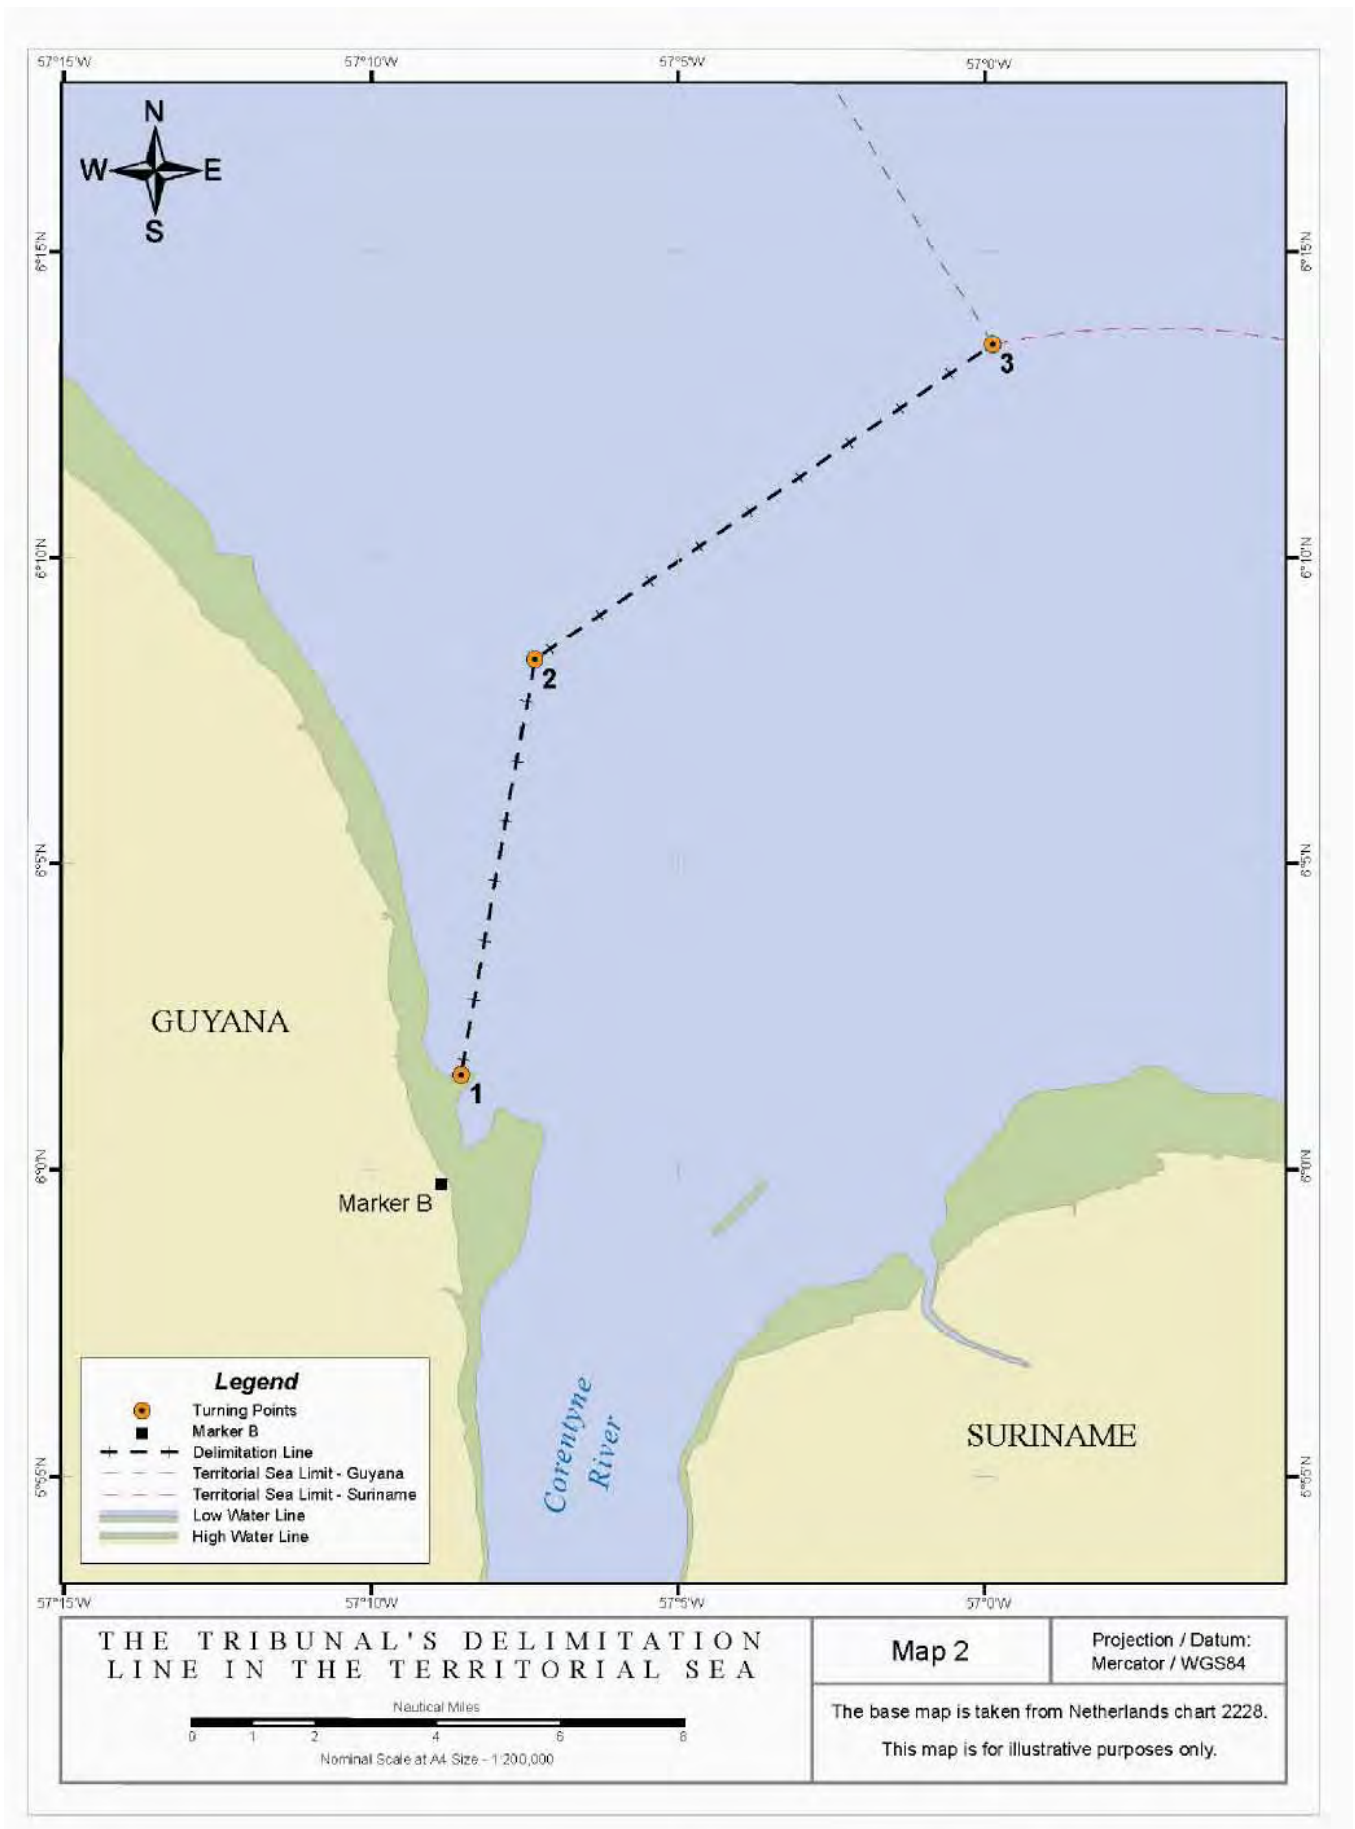 57°15'W 57°10'W 57°5'W 57°0'W
N
W E
S
6°15'N 6°15'N
3
6°10'N 6°10'N
2
6°5'N 6°5'N
GUYANA
1
6°0'N 6°0'N
Marker B
Corentyne
River
SURINAME
5°55'N 5°55'N
Legend
Turning Points
Marker B
Delimitation Line
Territorial Sea Limit - Guyana
Territorial Sea Limit - Suriname
Low Water Line
High Water Line
57°15'W 57°10'W 57°5'W 57°0'W
THE TRIBUNAL'S DELIMITATION
LINE IN THE TERRITORIAL SEA
Nautical Miles
0 1 2 4 6 8
Nominal Scale at A4 Size - 1:200,000
Map 2
Projection / Datum:
Mercator / WGS84
The base map is taken from Netherlands chart 2228.
This map is for illustrative purposes only.